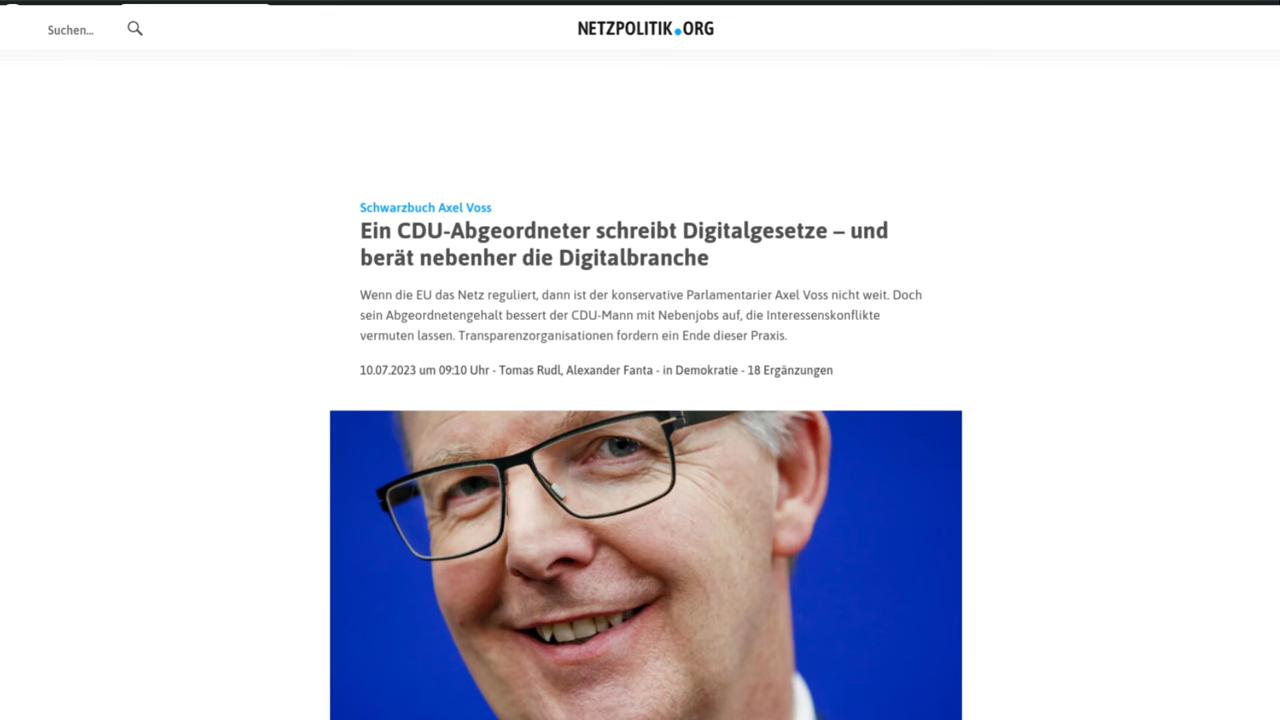 Suchen...
NETZPOLITIK.ORG
Schwarzbuch Axel Voss
Ein CDU-Abgeordneter schreibt Digitalgesetze – und
berät nebenher die Digitalbranche
Wenn die EU das Netz reguliert, dann ist der konservative Parlamentarier Axel Voss nicht weit. Doch
sein Abgeordnetengehalt bessert der CDU-Mann mit Nebenjobs auf, die Interessenskonflikte
vermuten lassen. Transparenzorganisationen fordern ein Ende dieser Praxis.
10.07.2023 um 09:10 Uhr - Tomas Rudl, Alexander Fanta - in Demokratie - 18 Ergänzungen